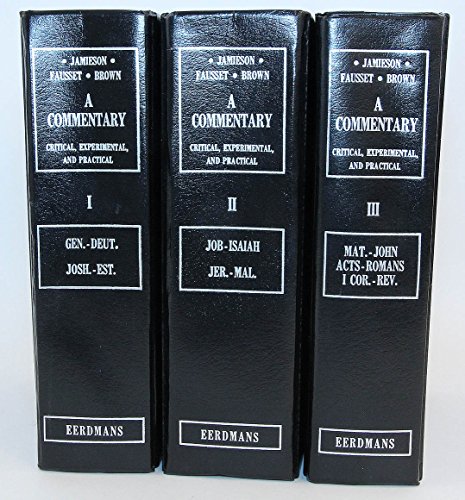 • JAMIESON •
FAUSSET • BROWN
A
COMMENTARY
CRITICAL, EXPERIMENTAL,
AND PRACTICAL
I
GEN.-DEUT.
JOSH.-EST.
EERDMANS
• JAMIESON •
FAUSSET • BROWN
A
COMMENTARY
CRITICAL, EXPERIMENTAL,
AND PRACTICAL
II
JOB-ISAIAH
JER.-MAL.
EERDMANS
• JAMIESON •
FAUSSET • BROWN
A
COMMENTARY
CRITICAL, EXPERIMENTAL,
AND PRACTICAL
III
MAT.-JOHN
ACTS-ROMANS
I COR.-REV.
EERDMANS